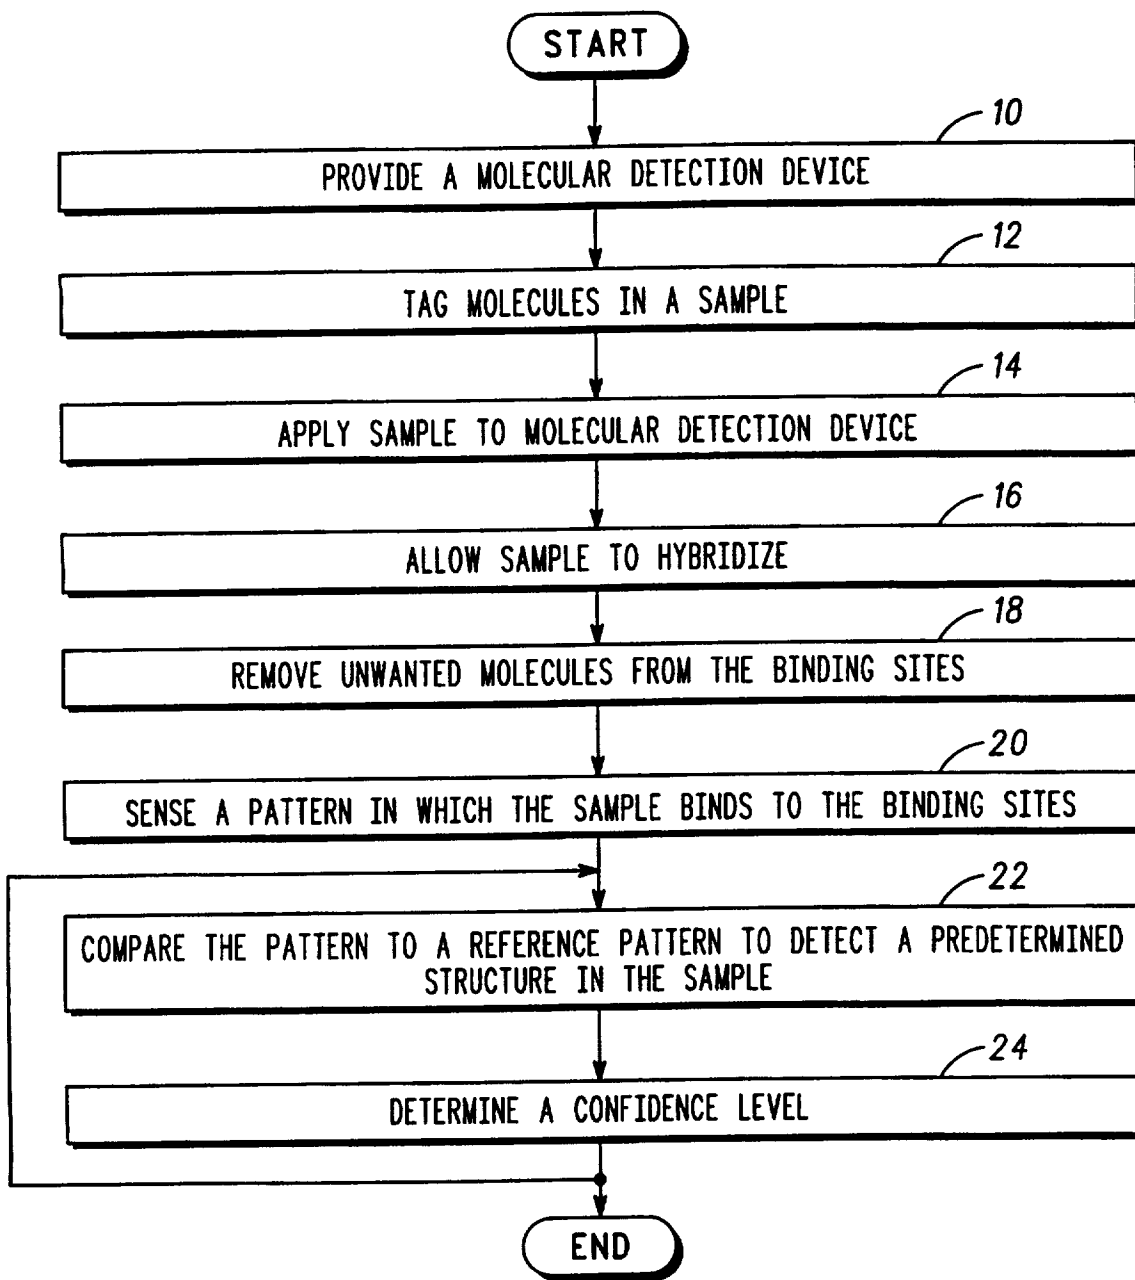 START
10
PROVIDE A MOLECULAR DETECTION DEVICE
12
TAG MOLECULES IN A SAMPLE
14
APPLY SAMPLE TO MOLECULAR DETECTION DEVICE
16
ALLOW SAMPLE TO HYBRIDIZE
18
REMOVE UNWANTED MOLECULES FROM THE BINDING SITES
20
SENSE A PATTERN IN WHICH THE SAMPLE BINDS TO THE BINDING SITES
22
COMPARE THE PATTERN TO A REFERENCE PATTERN TO DETECT A PREDETERMINED
STRUCTURE IN THE SAMPLE
24
DETERMINE A CONFIDENCE LEVEL
END